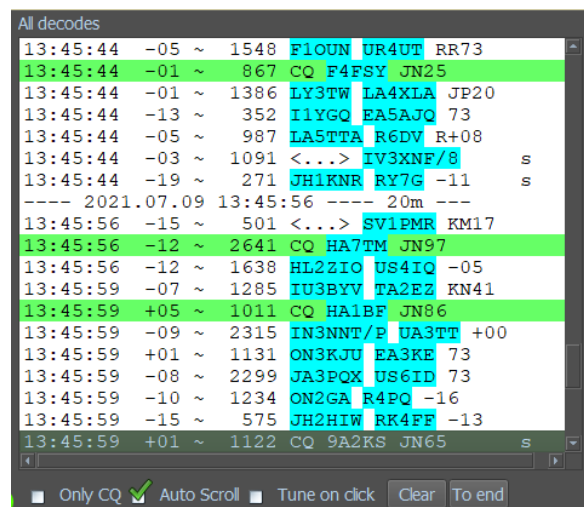 All decodes
13:45:44 -05 ~ 1548 F1OUN UR4UT RR73
13:45:44 -01 ~ 867 CQ F4FSY JN25
13:45:44 -01 ~ 1386 LY3TW LA4XLA JP20
13:45:44 -13 ~ 352 I1YGQ EA5AJQ 73
13:45:44 -05 ~ 987 LA5TTA R6DV R+08
13:45:44 -03 ~ 1091 <...> IV3XNF/8 s
13:45:44 -19 ~ 271 JH1KNR RY7G -11 s
---- 2021.07.09 13:45:56 ---- 20m ---
13:45:56 -15 ~ 501 <...> SV1PMR KM17
13:45:56 -12 ~ 2641 CQ HA7TM JN97
13:45:56 -12 ~ 1638 HL2ZIO US4IQ -05
13:45:59 -07 ~ 1285 IU3BYV TA2EZ KN41
13:45:59 +05 ~ 1011 CQ HA1BF JN86
13:45:59 -09 ~ 2315 IN3NNT/P UA3TT +00
13:45:59 +01 ~ 1131 ON3KJU EA3KE 73
13:45:59 -08 ~ 2299 JA3PQX US6ID 73
13:45:59 -10 ~ 1234 ON2GA R4PQ -16
13:45:59 -15 ~ 575 JH2HIW RK4FF -13
13:45:59 +01 ~ 1122 CQ 9A2KS JN65 s
Only CQ Auto Scroll Tune on click Clear To end